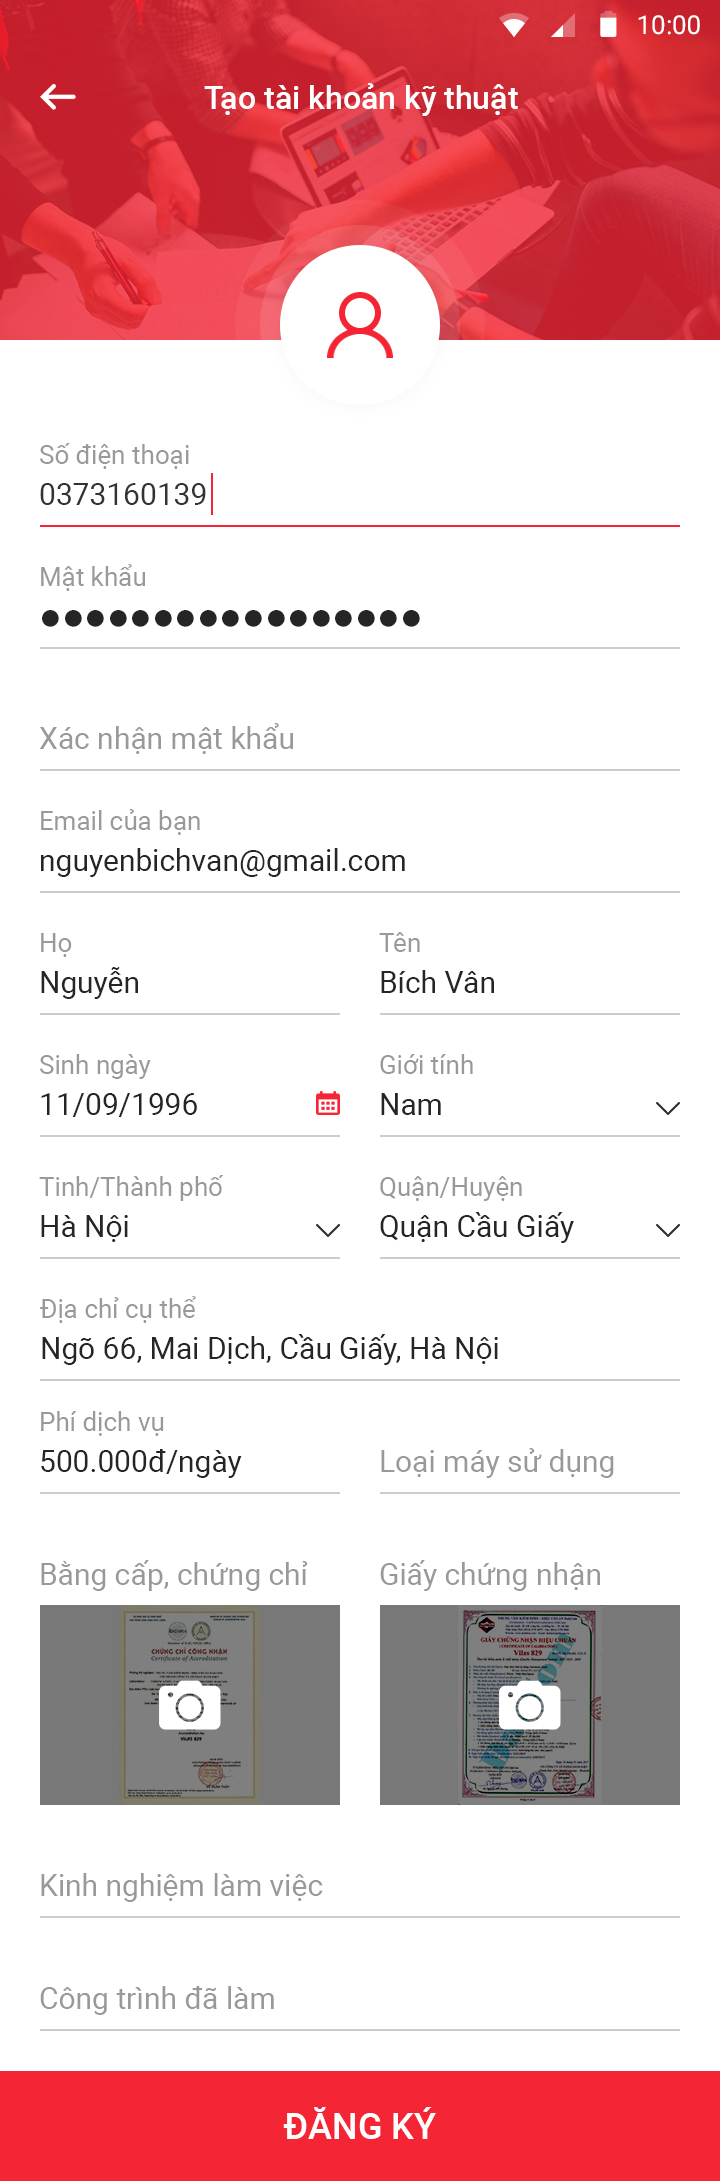 10:00
Tạo tài khoản kỹ thuật
Số điện thoại
0373160139
Mật khẩu
●●●●●●●●●●●●●●●●●
Xác nhận mật khẩu
Email của bạn
nguyenbichvan@gmail.com
Họ
Tên
Nguyễn
Bích Vân
Sinh ngày
Giới tính
11/09/1996
Nam
Tinh/Thành phố
Quận/Huyện
Hà Nội
Quận Cầu Giấy
Địa chỉ cụ thể
Ngõ 66, Mai Dịch, Cầu Giấy, Hà Nội
Phí dịch vụ
500.000đ/ngày
Loại máy sử dụng
Bằng cấp, chứng chỉ
Giấy chứng nhận
CHỨNG CHỈ CÔNG NHẬN
Certificate of Accreditation
VILAS 829
GIẤY CHỨNG NHẬN HIỆU CHUẨN
Vilas 829
Kinh nghiệm làm việc
Công trình đã làm
ĐĂNG KÝ